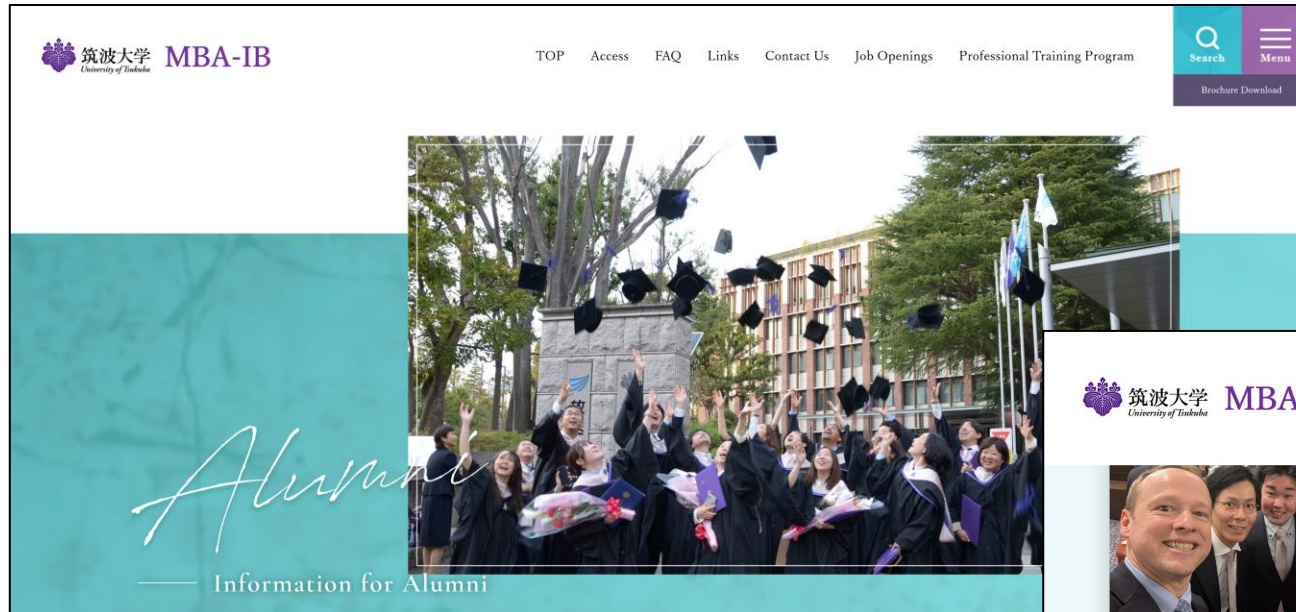 筑波大学
University of Tsukuba
MBA-IB
TOP Access FAQ Links Contact Us Job Openings Professional Training Program
Search
Menu
Brochure Download
Alumni
Information for Alumni
筑波大学
University of Tsukuba
MBA